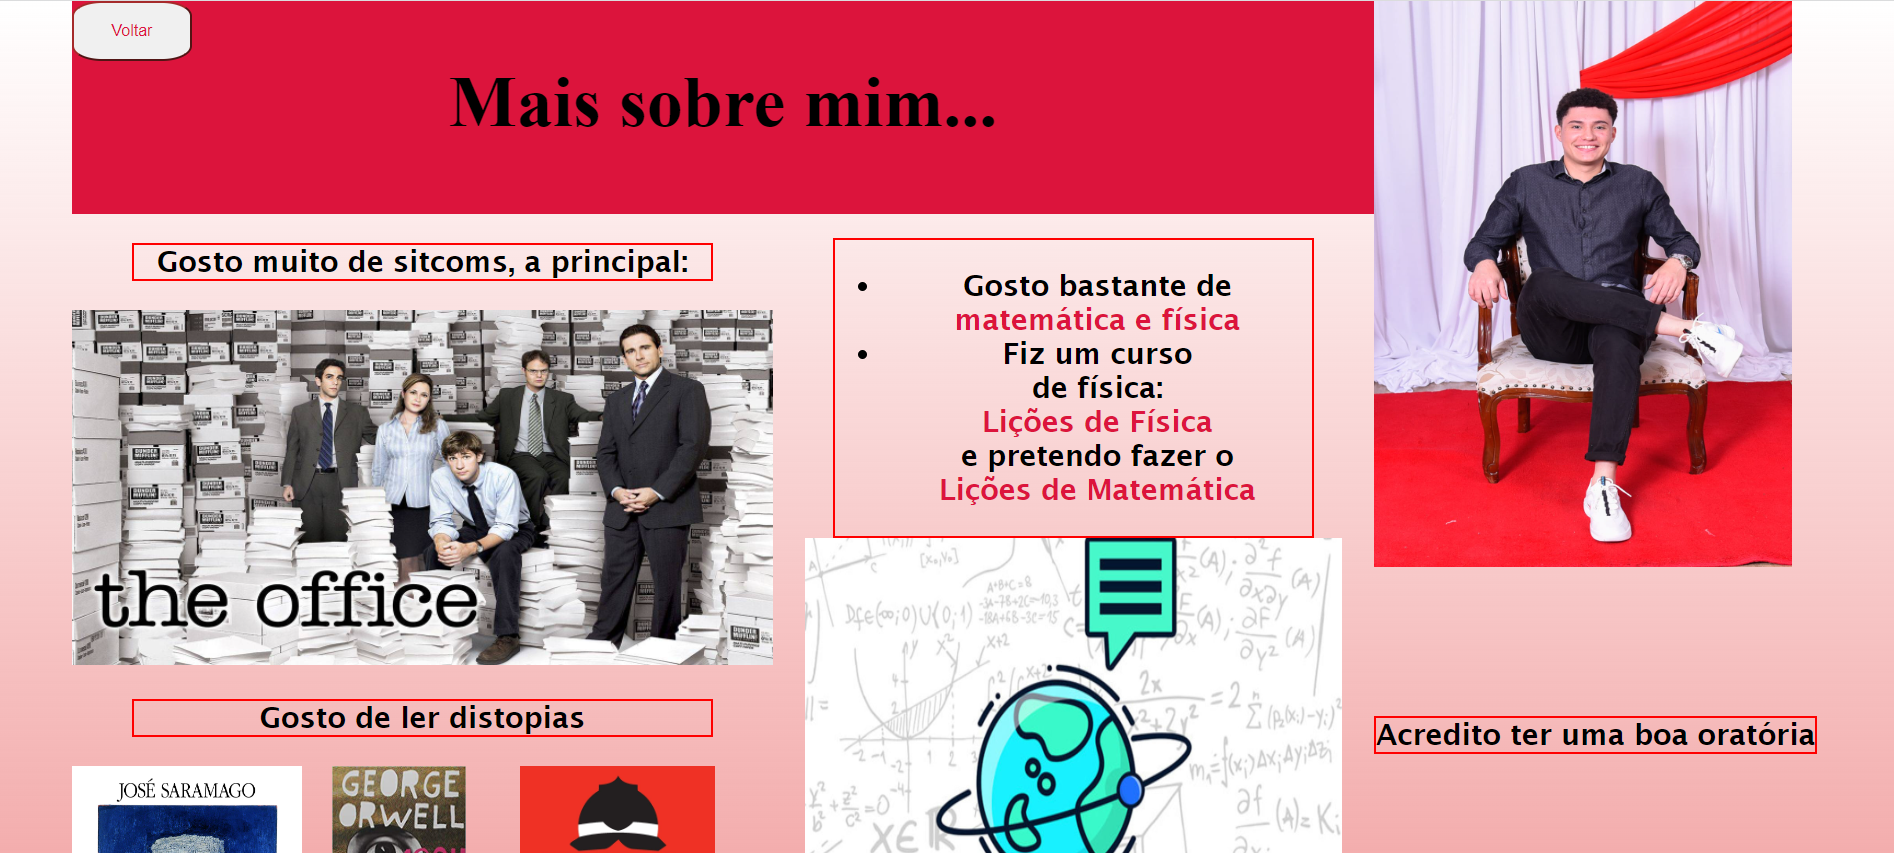 Voltar
Mais sobre mim...
Gosto muito de sitcoms, a principal:
the office
Gosto de ler distopias
JOSÉ SARAMAGO
GEORGE
ORWELL
Gosto bastante de
matemática e física
Fiz um curso
de física:
Lições de Física
e pretendo fazer o
Lições de Matemática
Acredito ter uma boa oratória